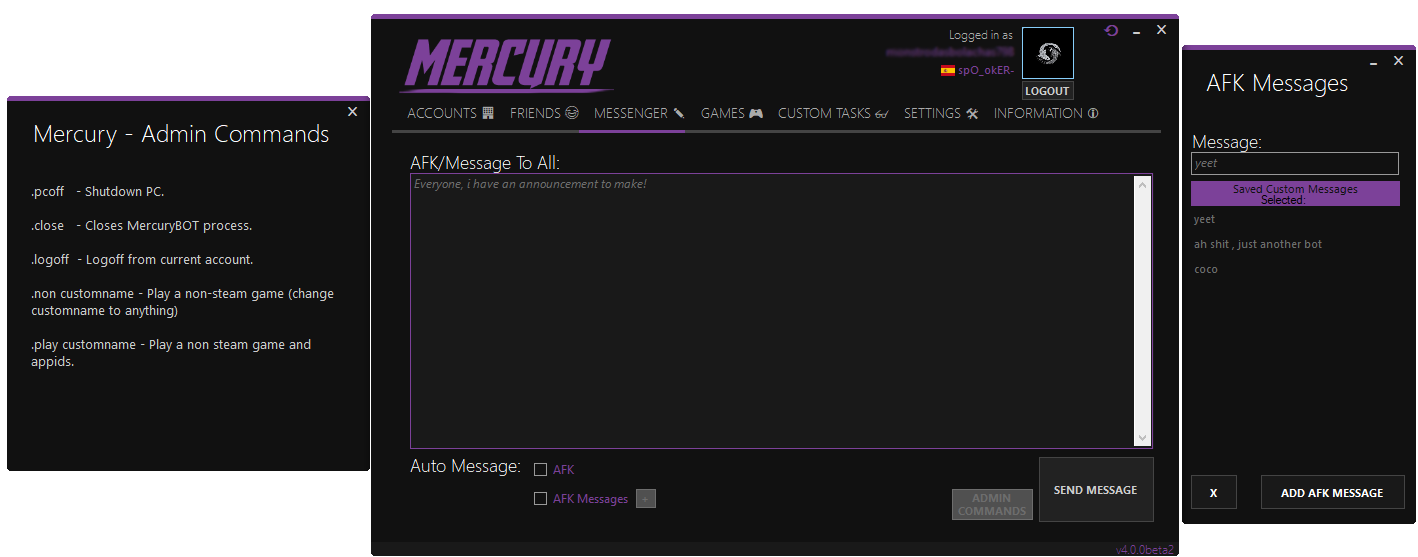 Mercury - Admin Commands
.pcoff - Shutdown PC.
.close - Closes MercuryBOT process.
.logoff - Logoff from current account.
.non customname - Play a non-steam game (change
customname to anything)
.play customname - Play a non steam game and
appids.
MERCURY
Logged in as
spO_okER-
LOGOUT
ACCOUNTS FRIENDS MESSENGER GAMES CUSTOM TASKS SETTINGS INFORMATION
AFK/Message To All:
Everyone, i have an announcement to make!
Auto Message:
AFK
AFK Messages +
ADMIN
COMMANDS
SEND MESSAGE
v4.0.0beta2
AFK Messages
Message:
yeet
Saved Custom Messages
Selected:
yeet
ah shit , just another bot
coco
X
ADD AFK MESSAGE